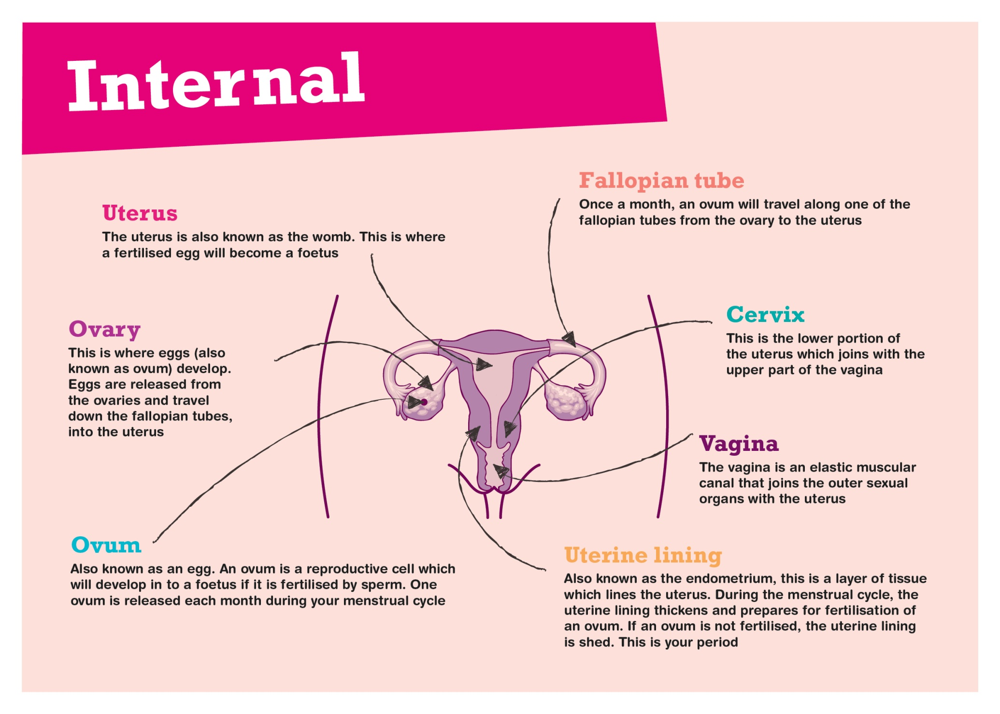 Internal
Fallopian tube
Once a month, an ovum will travel along one of the
fallopian tubes from the ovary to the uterus
Uterus
The uterus is also known as the womb. This is where
a fertilised egg will become a foetus
Cervix
This is the lower portion of
the uterus which joins with the
upper part of the vagina
Ovary
This is where eggs (also
known as ovum) develop.
Eggs are released from
the ovaries and travel
down the fallopian tubes,
into the uterus
Vagina
The vagina is an elastic muscular
canal that joins the outer sexual
organs with the uterus
Ovum
Also known as an egg. An ovum is a reproductive cell which
will develop in to a foetus if it is fertilised by sperm. One
ovum is released each month during your menstrual cycle
Uterine lining
Also known as the endometrium, this is a layer of tissue
which lines the uterus. During the menstrual cycle, the
uterine lining thickens and prepares for fertilisation of
an ovum. If an ovum is not fertilised, the uterine lining
is shed. This is your period